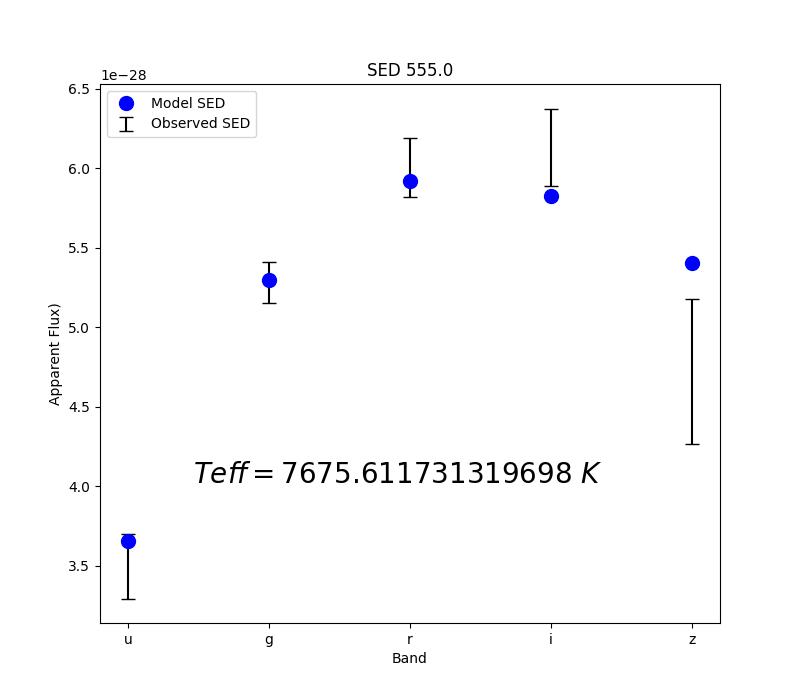 SED 555.0
1e−28
Model SED
Observed SED
6.5
6.0
5.5
5.0
4.5
4.0
3.5
Apparent Flux)
Teff = 7675.611731319698 K
u g r i z
Band